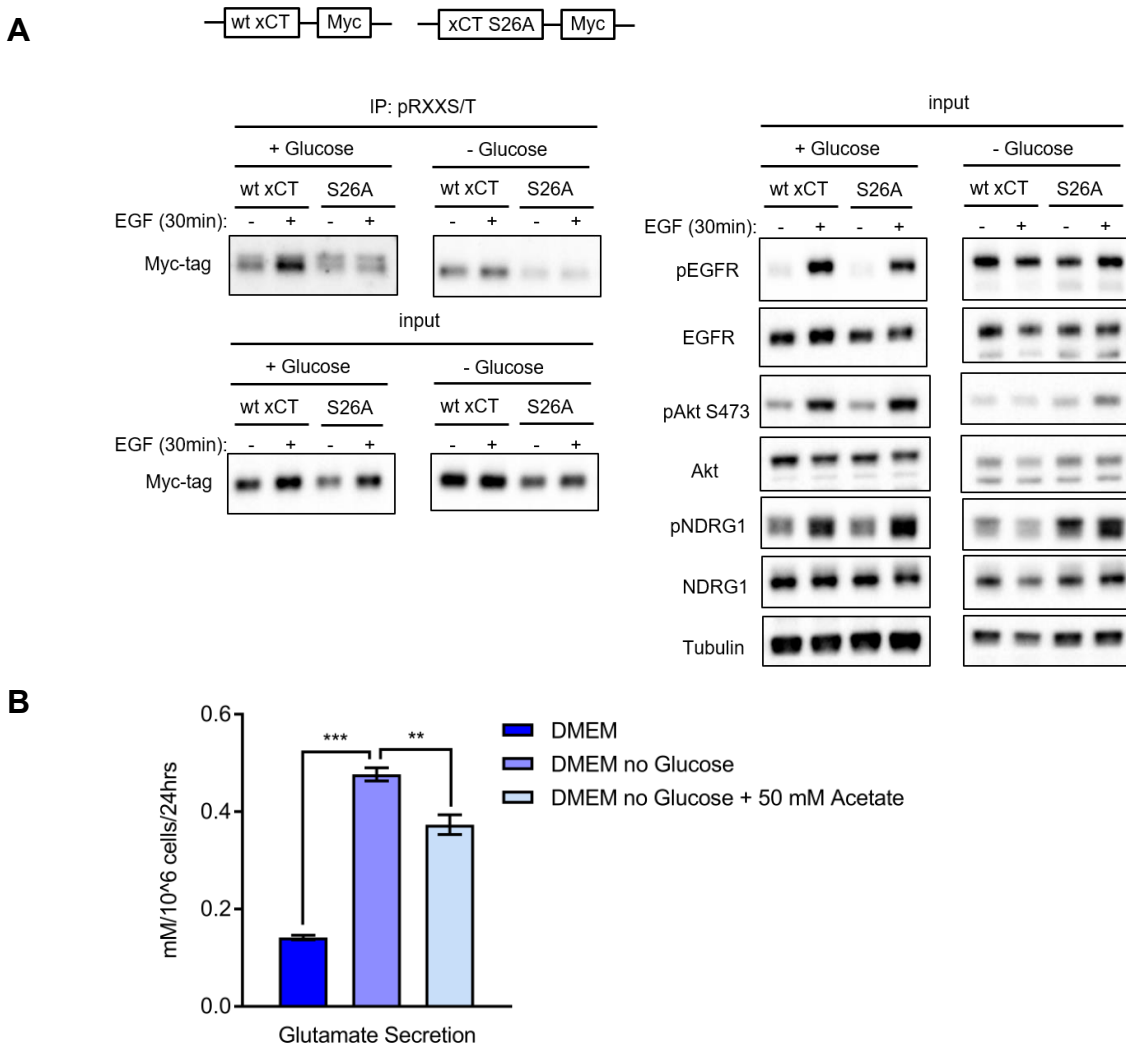 A
wt xCT Myc xCT S26A Myc
IP: pRXXS/T
+ Glucose - Glucose
wt xCT S26A wt xCT S26A
EGF (30min): - + - + - + - +
Myc-tag
input
+ Glucose - Glucose
wt xCT S26A wt xCT S26A
EGF (30min): - + - + - + - +
Myc-tag
input
+ Glucose - Glucose
wt xCT S26A wt xCT S26A
EGF (30min): - + - + - + - +
pEGFR
EGFR
pAkt S473
Akt
pNDRG1
NDRG1
Tubulin
B
mM/10^6 cells/24hrs
0.6
0.4
0.2
0.0
*** **
Glutamate Secretion
DMEM
DMEM no Glucose
DMEM no Glucose + 50 mM Acetate